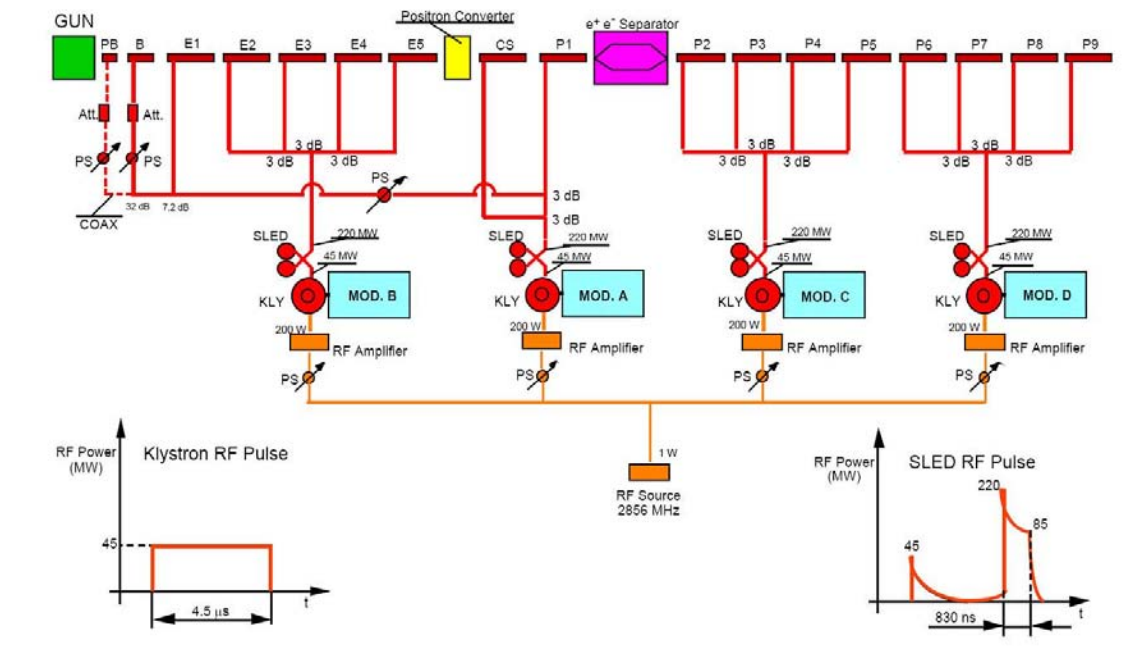 Positron Converter
GUN
e⁺ e⁻ Separator
PB B E1 E2 E3 E4 E5 CS P1 P2 P3 P4 P5 P6 P7 P8 P9
Att. Att.
3 dB 3 dB 3 dB
PS PS 3 dB 3 dB 3 dB 3 dB 3 dB 3 dB
PS
3 dB
32 dB 7,2 dB
3 dB
COAX
SLED 220 MW SLED 220 MW SLED 220 MW SLED 220 MW
45 MW 45 MW 45 MW 45 MW
KLY MOD. B KLY MOD. A KLY MOD. C KLY MOD. D
200 W 200 W 200 W 200 W
RF Amplifier RF Amplifier RF Amplifier RF Amplifier
PS PS PS PS
RF Power
(MW)
Klystron RF Pulse
45
4.5 µs
t
1 W
RF Source
2856 MHz
RF Power
(MW)
SLED RF Pulse
220
85
45
830 ns
t